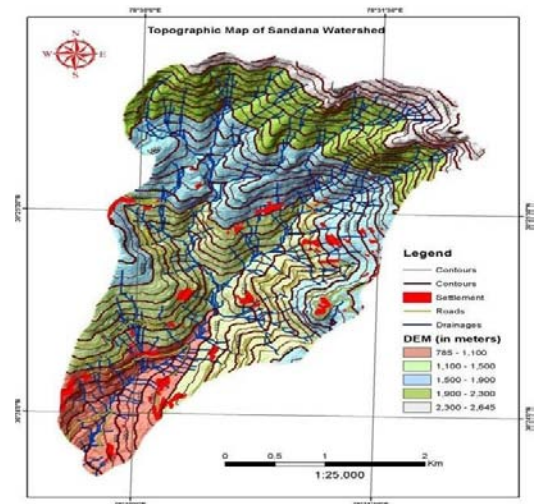 Topographic Map of Sandana Watershed
N
W
E
S
Legend
Contours
Contours
Settlement
Roads
Drainages
DEM (in meters)
785 - 1,100
1,100 - 1,500
1,500 - 1,900
1,900 - 2,300
2,300 - 2,645
0 0.5 1 2
Km
1:25,000